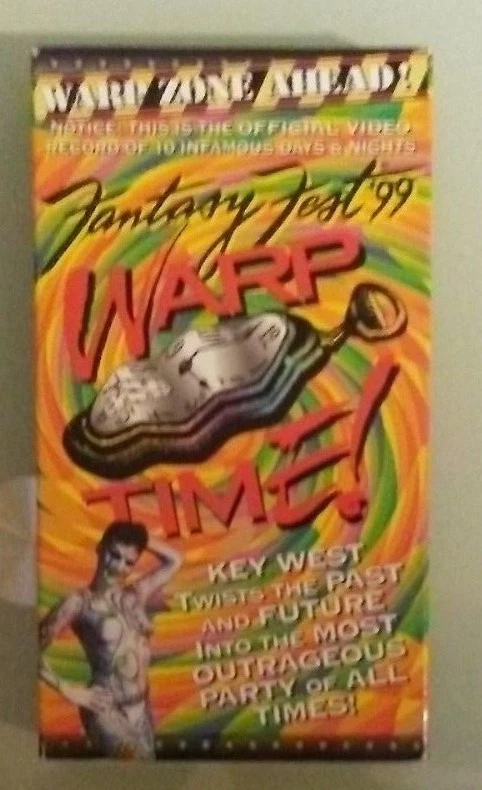 WARP ZONE AHEAD!
NOTICE: THIS IS THE OFFICIAL VIDEO
RECORD OF 10 INFAMOUS DAYS & NIGHTS
Fantasy Fest '99
WARP
TIME!
KEY WEST
TWISTS THE PAST
AND FUTURE
INTO THE MOST
OUTRAGEOUS
PARTY OF ALL
TIMES!